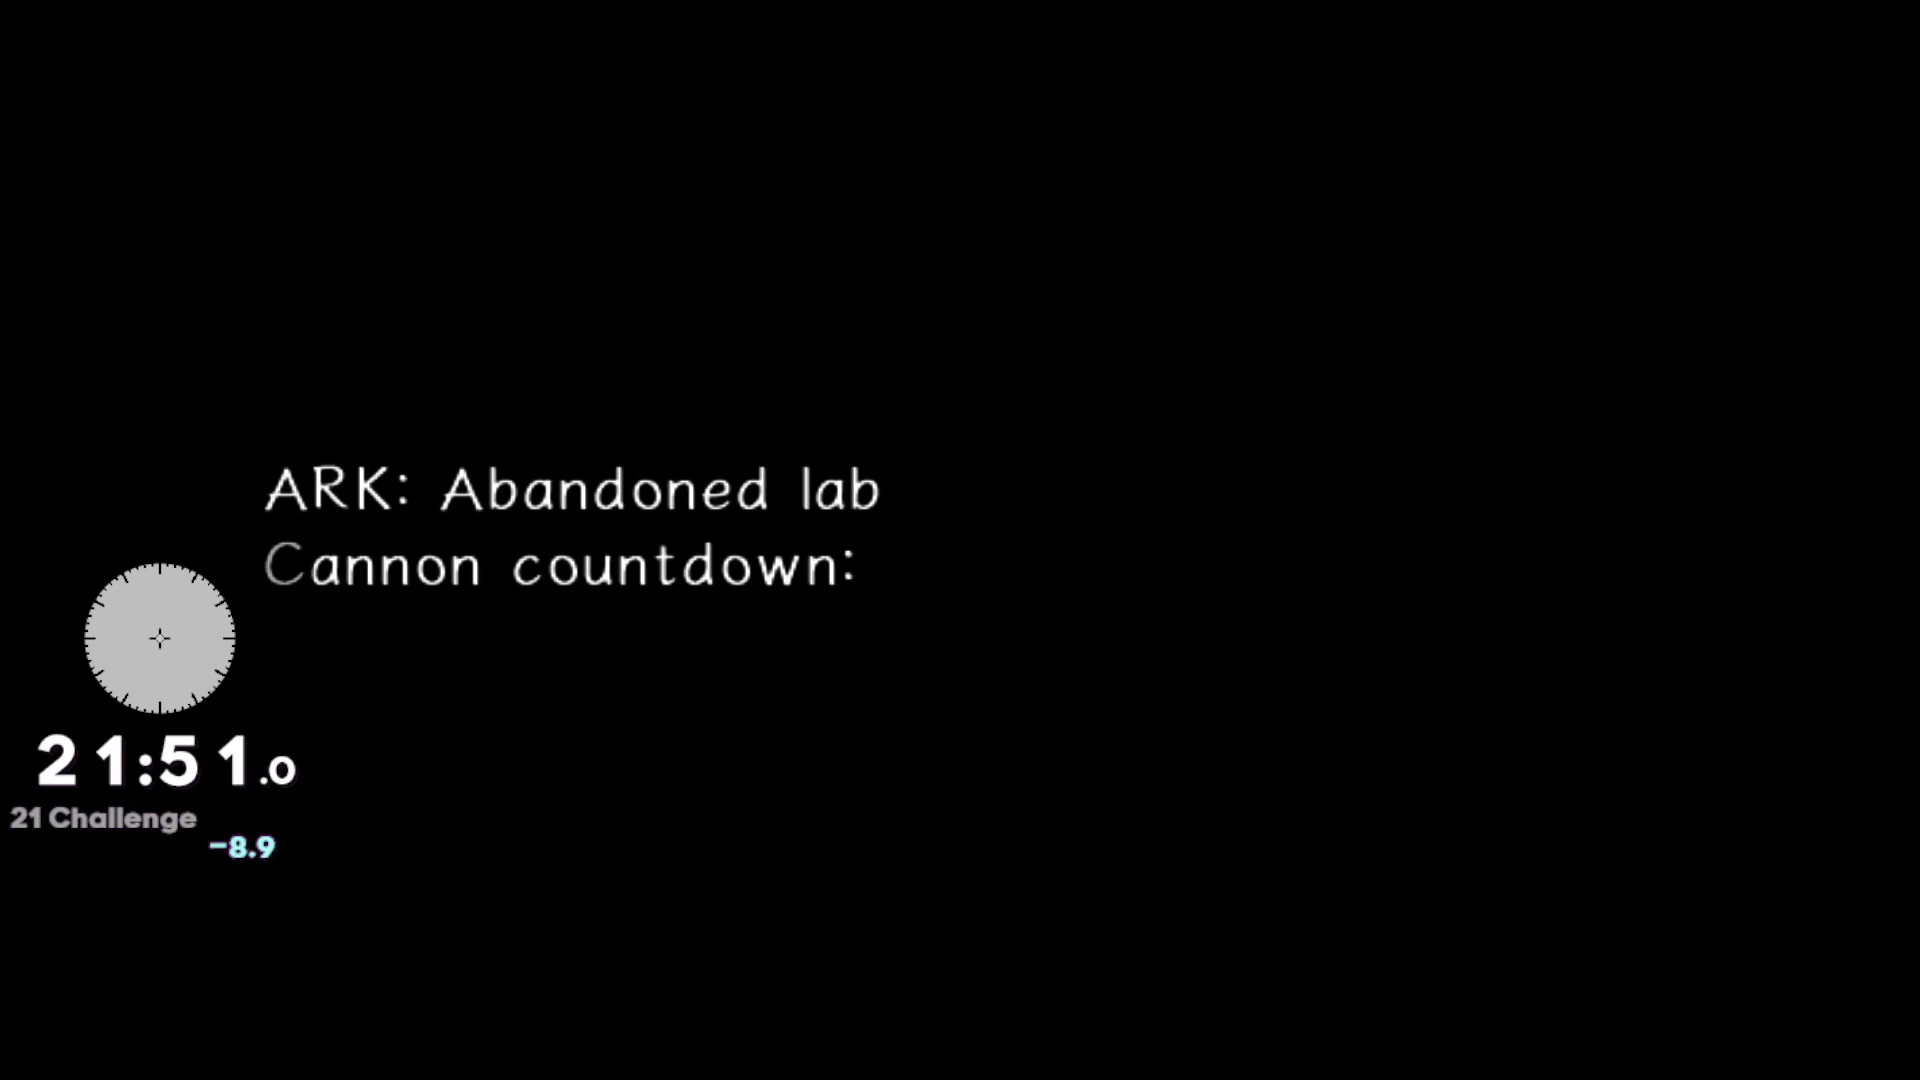 ARK: Abandoned lab
Cannon countdown:
21:51.0
21 Challenge
-8.9